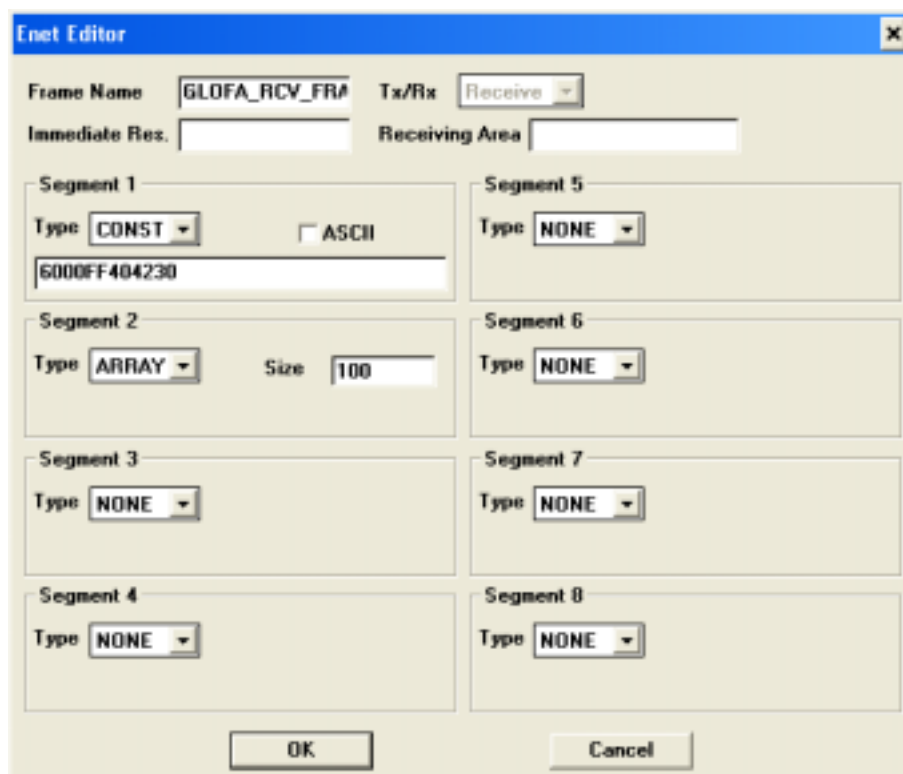 Enet Editor
Frame Name GLOFA_RCV_FRA Tx/Rx Receive
Immediate Res. Receiving Area
Segment 1
Type CONST ASCII
6000FF404230
Segment 5
Type NONE
Segment 2
Type ARRAY Size 100
Segment 6
Type NONE
Segment 3
Type NONE
Segment 7
Type NONE
Segment 4
Type NONE
Segment 8
Type NONE
OK Cancel